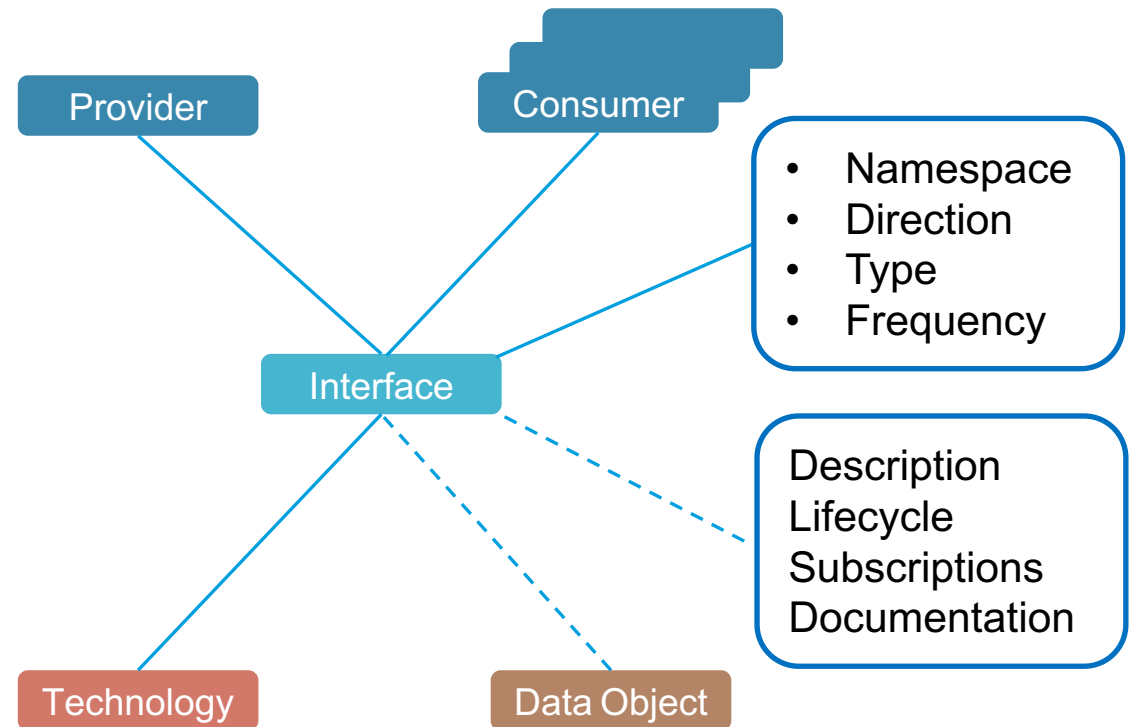 Provider
Consumer
• Namespace
• Direction
• Type
• Frequency
Interface
Description
Lifecycle
Subscriptions
Documentation
Technology
Data Object